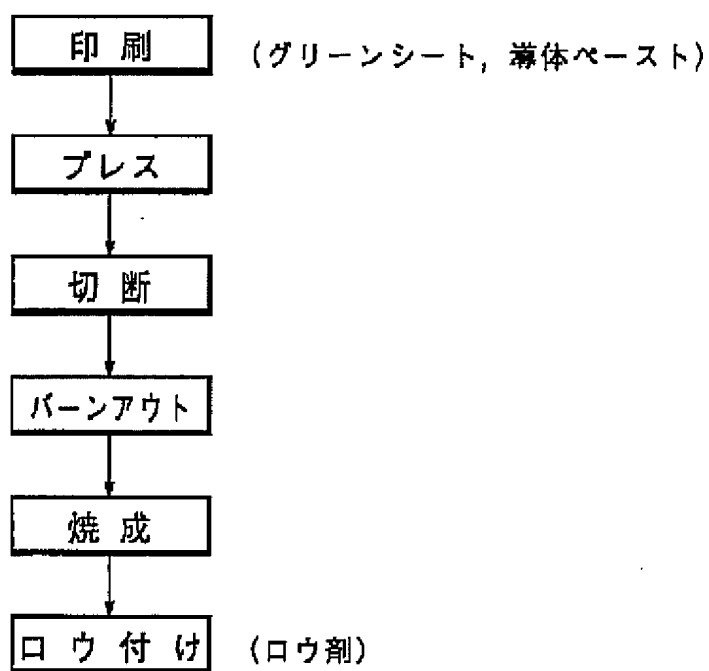 印刷 (グリーンシート, 導体ペースト)
プレス
切断
バーンアウト
焼成
ロウ付け (ロウ剤)